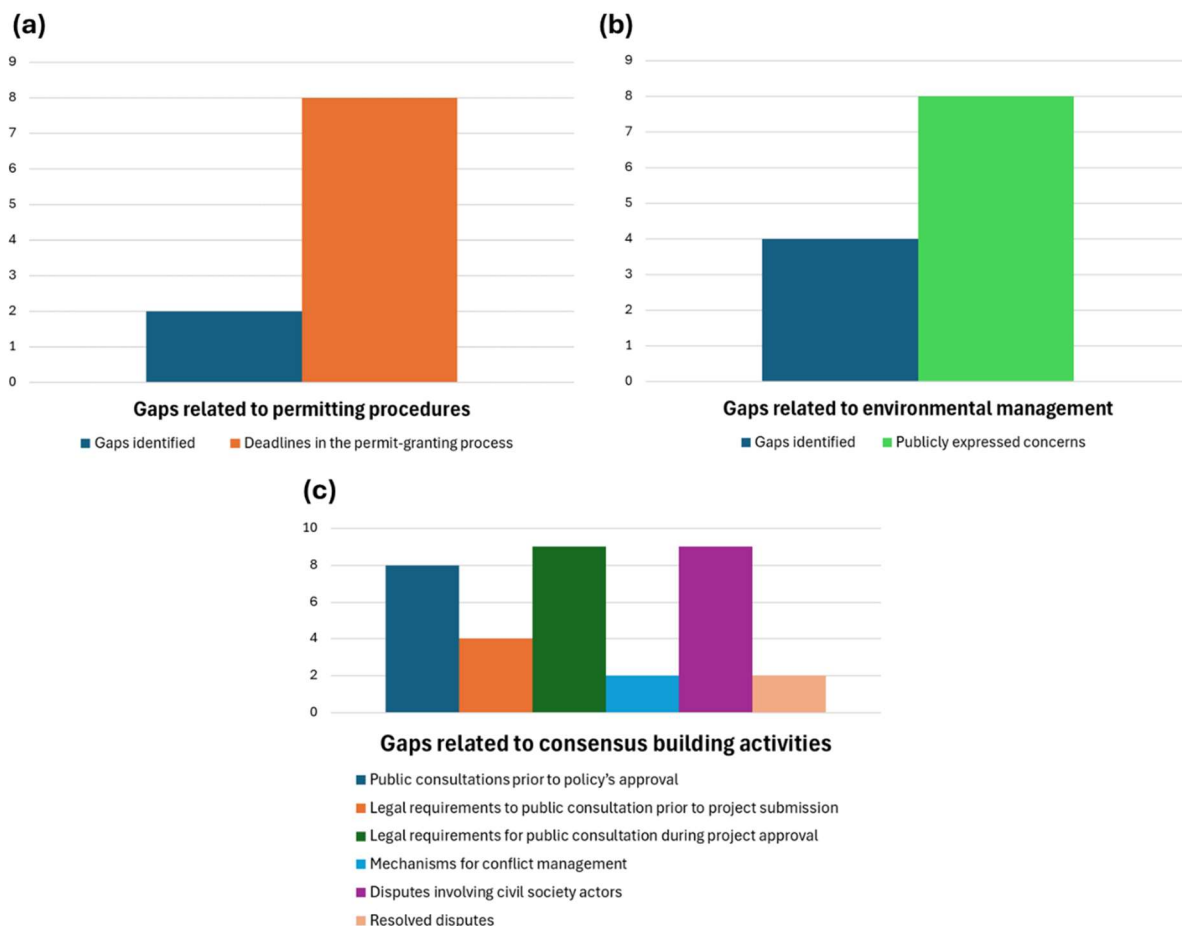 (a)
9
8
7
6
5
4
3
2
1
0
Gaps related to permitting procedures
Gaps identified Deadlines in the permit-granting process
(b)
9
8
7
6
5
4
3
2
1
0
Gaps related to environmental management
Gaps identified Publicly expressed concerns
(c)
10
8
6
4
2
0
Gaps related to consensus building activities
Public consultations prior to policy's approval
Legal requirements to public consultation prior to project submission
Legal requirements for public consultation during project approval
Mechanisms for conflict management
Disputes involving civil society actors
Resolved disputes